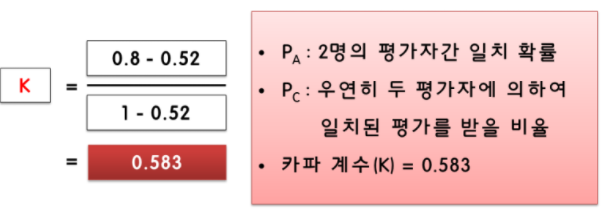 0.8 - 0.52
K =
1 - 0.52
= 0.583
• PA : 2명의 평가자간 일치 확률
• PC : 우연히 두 평가자에 의하여
일치된 평가를 받을 비율
• 카파 계수(K) = 0.583